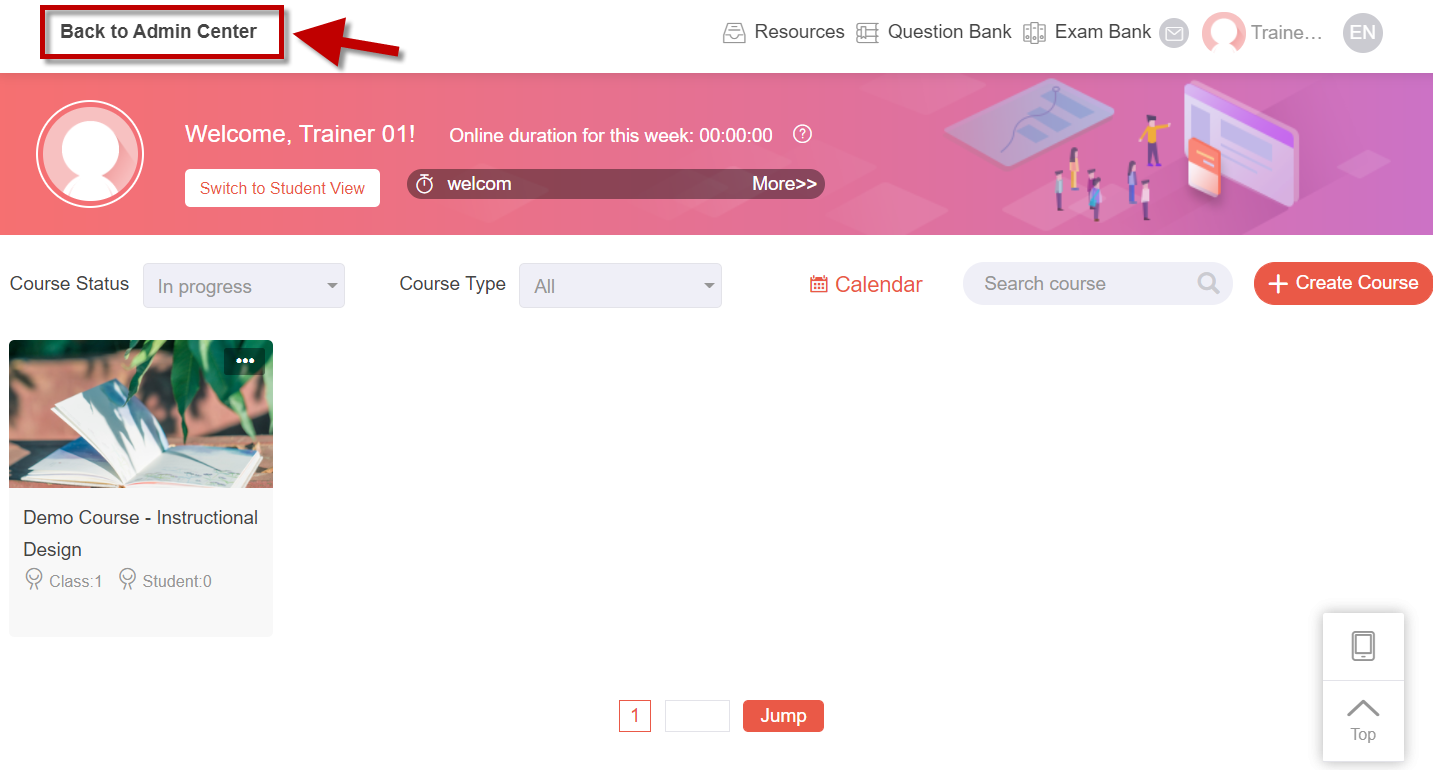 Back to Admin Center
Resources
Question Bank
Exam Bank
Traine...
EN
Welcome, Trainer 01!
Online duration for this week: 00:00:00
?
Switch to Student View
welcom
More>>
Course Status
In progress
Course Type
All
Calendar
Search course
Create Course
Demo Course - Instructional
Design
Class:1
Student:0
1
Jump
Top